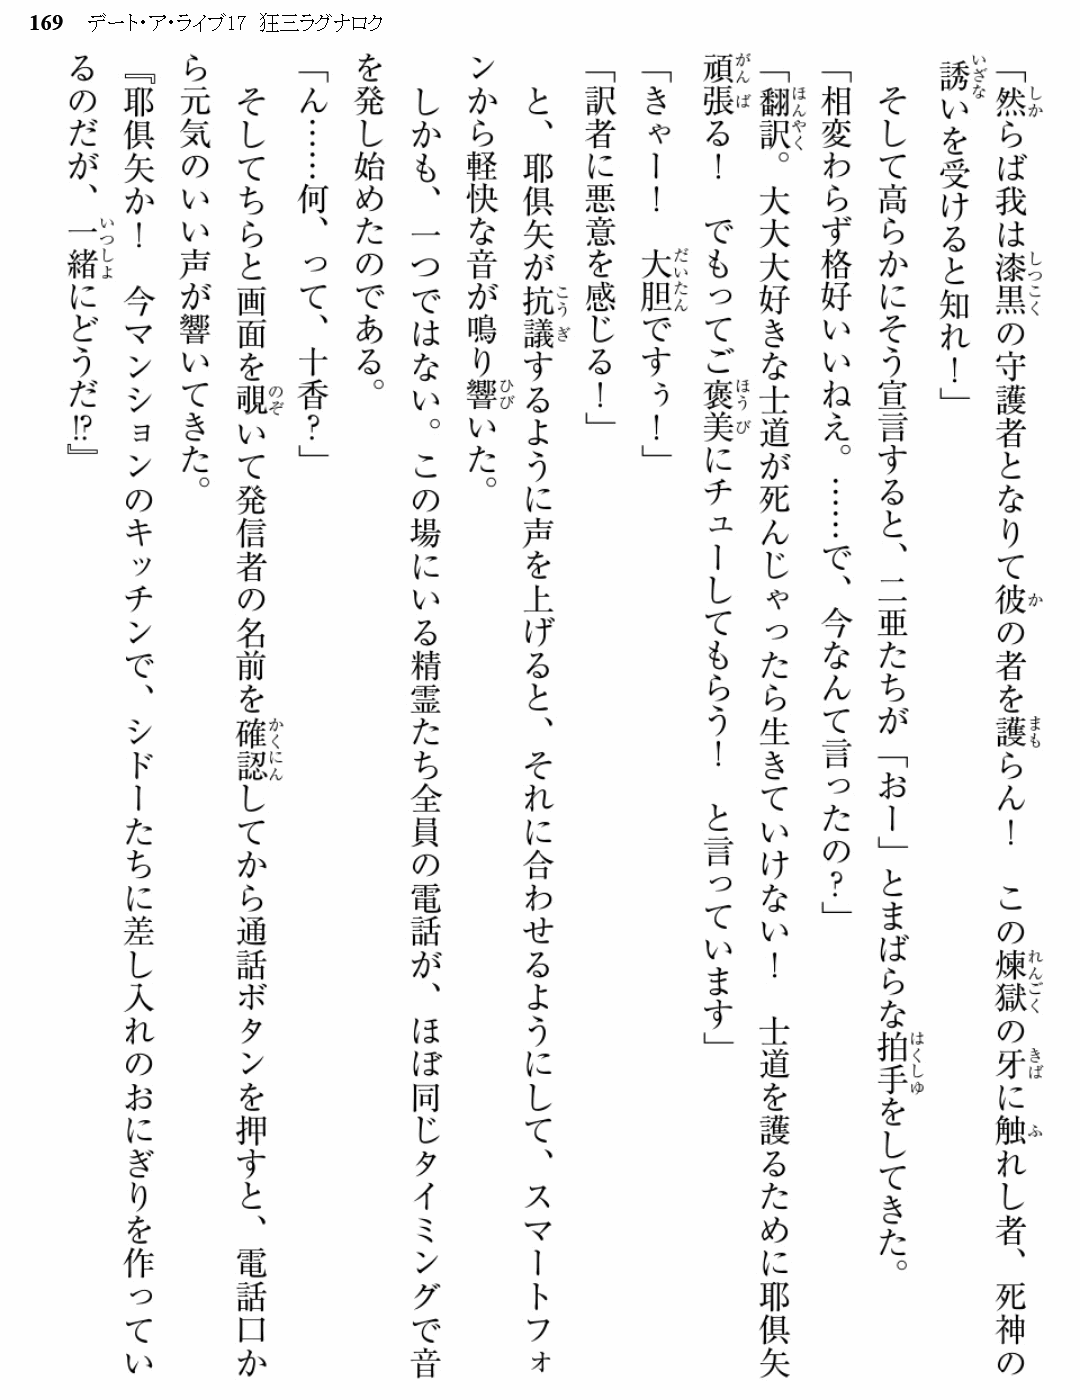 169 デート・ア・ライブ17 狂三ラグナロク
「然らば我は漆黒の守護者となりて彼の者を護らん！ この煉獄の牙に触れし者、死神の
誘いを受けると知れ！」
そして高らかにそう宣言すると、二亜たちが「おー」とまばらな拍手をしてきた。
「相変わらず格好いいねえ。……で、今なんて言ったの？」
「翻訳。大大大好きな士道が死んじゃったら生きていけない！ 士道を護るために耶倶矢
頑張る！ でもってご褒美にチューしてもらう！ と言っています」
「きゃー！ 大胆ですぅ！」
「訳者に悪意を感じる！」
と、耶倶矢が抗議するように声を上げると、それに合わせるようにして、スマートフォ
ンから軽快な音が鳴り響いた。
しかも、一つではない。この場にいる精霊たち全員の電話が、ほぼ同じタイミングで音
を発し始めたのである。
「ん……何、って、十香？」
そしてちらと画面を覗いて発信者の名前を確認してから通話ボタンを押すと、電話口か
ら元気のいい声が響いてきた。
『耶倶矢か！ 今マンションのキッチンで、シドーたちに差し入れのおにぎりを作ってい
るのだが、一緒にどうだ!?』